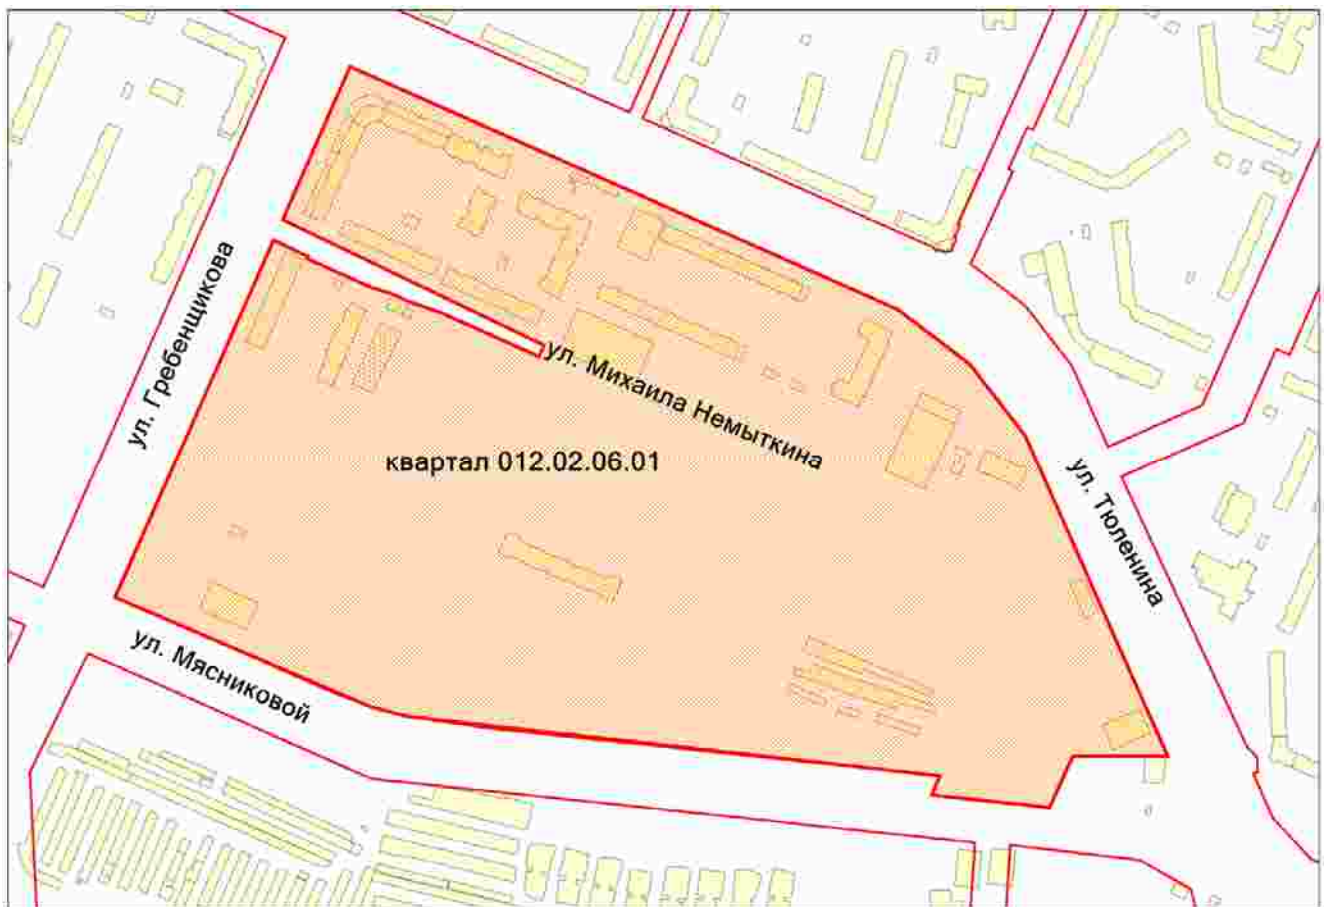 ул. Гребенщикова
ул. Михаила Немыткина
квартал 012.02.06.01
ул. Тюленина
ул. Мясниковой